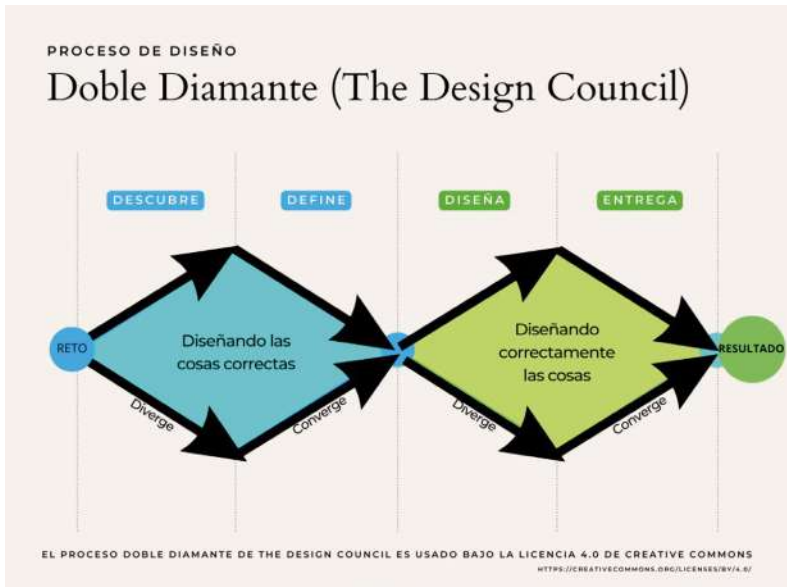 PROCESO DE DISEÑO
Doble Diamante (The Design Council)
DESCUBRE
DEFINE
DISEÑA
ENTREGA
RETO
Diseñando las
cosas correctas
Diseñando
correctamente
las cosas
RESULTADO
Diverge
Converge
Diverge
Converge
EL PROCESO DOBLE DIAMANTE DE THE DESIGN COUNCIL ES USADO BAJO LA LICENCIA 4.0 DE CREATIVE COMMONS
HTTPS://CREATIVECOMMONS.ORG/LICENSES/BY/4.0/